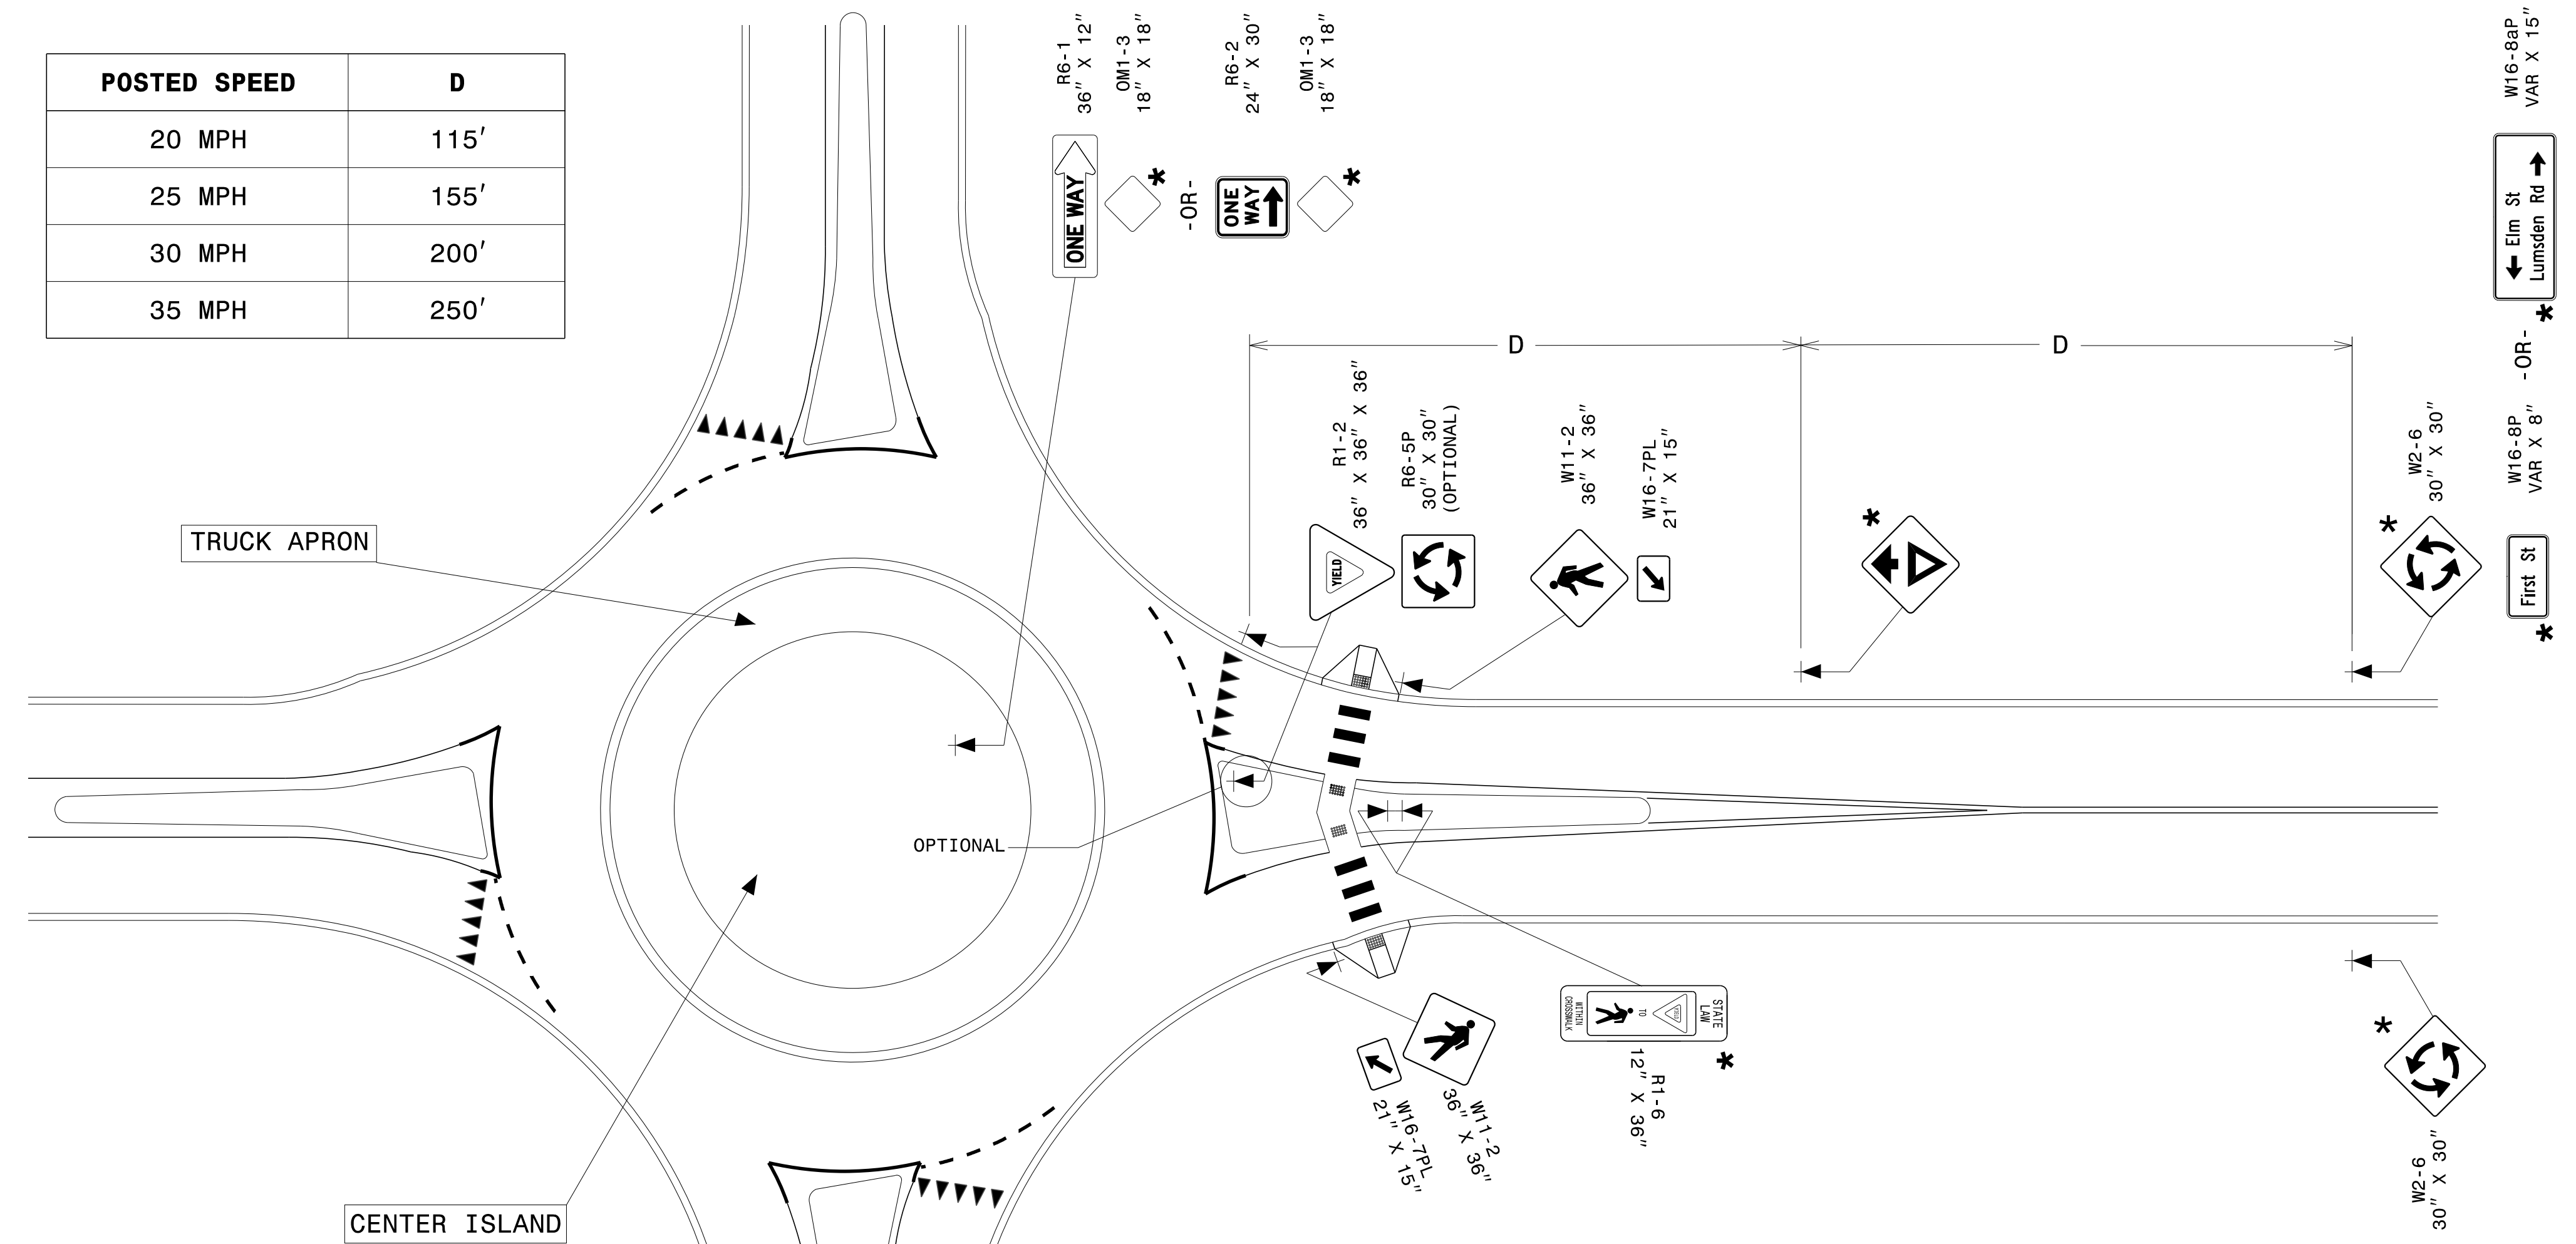 POSTED SPEED D
20 MPH 115'
25 MPH 155'
30 MPH 200'
35 MPH 250'
R6-1
36" X 12"
OM1-3
18" X 18"
ONE WAY
*
-OR-
R6-2
24" X 30"
OM1-3
18" X 18"
ONE
WAY
*
W16-8aP
VAR X 15"
Elm St
Lumsden Rd
*
-OR-
W16-8P
VAR X 8"
First St
*
D
D
R1-2
36" X 36" X 36"
YIELD
R6-5P
30" X 30"
(OPTIONAL)
W11-2
36" X 36"
W16-7PL
21" X 15"
*
W2-6
30" X 30"
*
TRUCK APRON
OPTIONAL
CENTER ISLAND
STATE
LAW
YIELD
TO
WITHIN
CROSSWALK
*
R1-6
12" X 36"
W11-2
36" X 36"
W16-7PL
21" X 15"
*
W2-6
30" X 30"